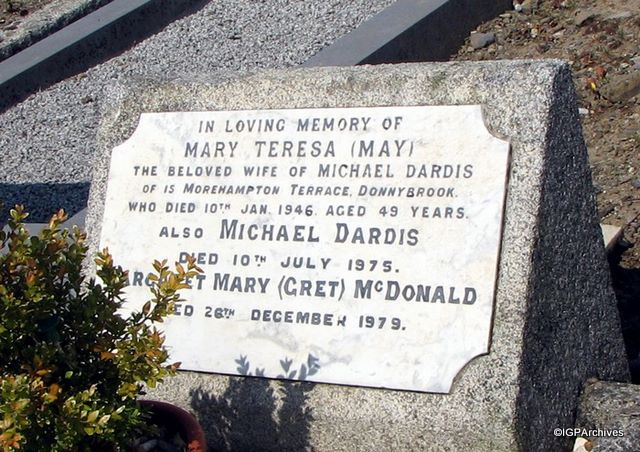 IN LOVING MEMORY OF
MARY TERESA (MAY)
THE BELOVED WIFE OF MICHAEL DARDIS
OF 15 MOREHAMPTON TERRACE, DONNYBROOK.
WHO DIED 10TH JAN. 1946. AGED 49 YEARS.
ALSO MICHAEL DARDIS
DIED 10TH JULY 1975.
MARGARET MARY (GRET) McDONALD
DIED 26TH DECEMBER 1979.
©IGPArchives